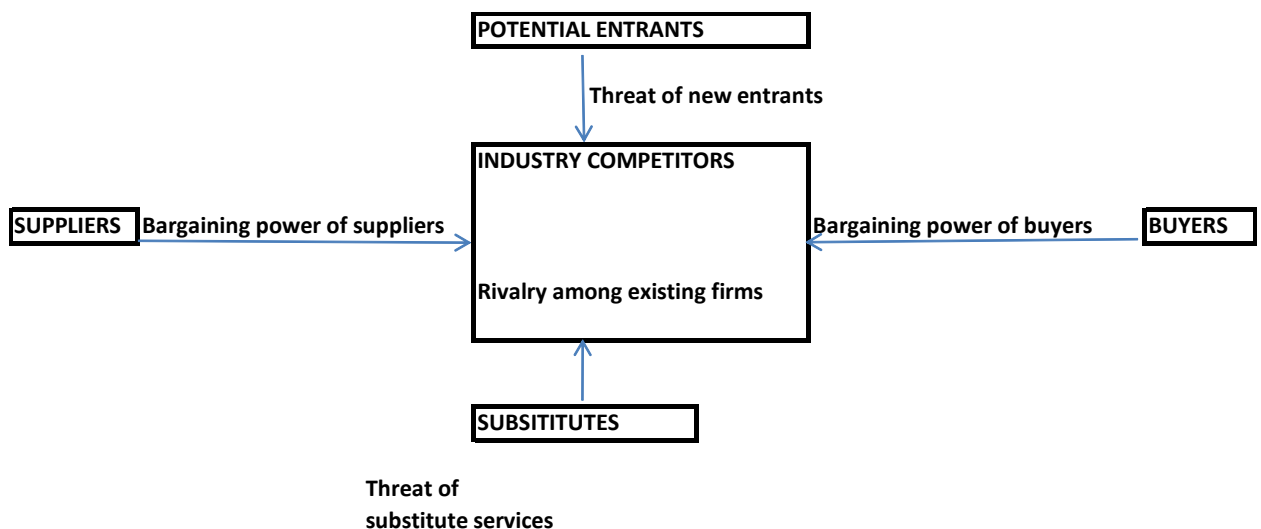 POTENTIAL ENTRANTS
Threat of new entrants
INDUSTRY COMPETITORS
SUPPLIERS
Bargaining power of suppliers
Bargaining power of buyers
BUYERS
Rivalry among existing firms
SUBSITITUTES
Threat of
substitute services